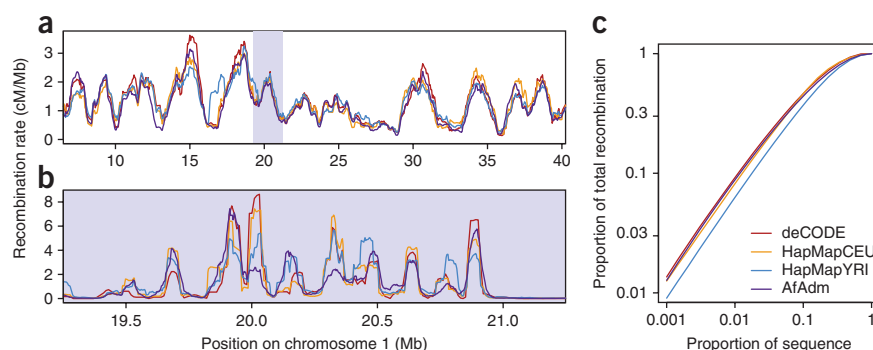 a
Recombination rate (cM/Mb)
3
2
1
0
10
15
20
25
30
35
40
b
8
6
4
2
0
19.5
20.0
20.5
21.0
Position on chromosome 1 (Mb)
c
Proportion of total recombination
1
0.3
0.1
0.03
0.01
deCODE
HapMapCEU
HapMapYRI
AfAdm
0.001
0.01
0.1
1
Proportion of sequence